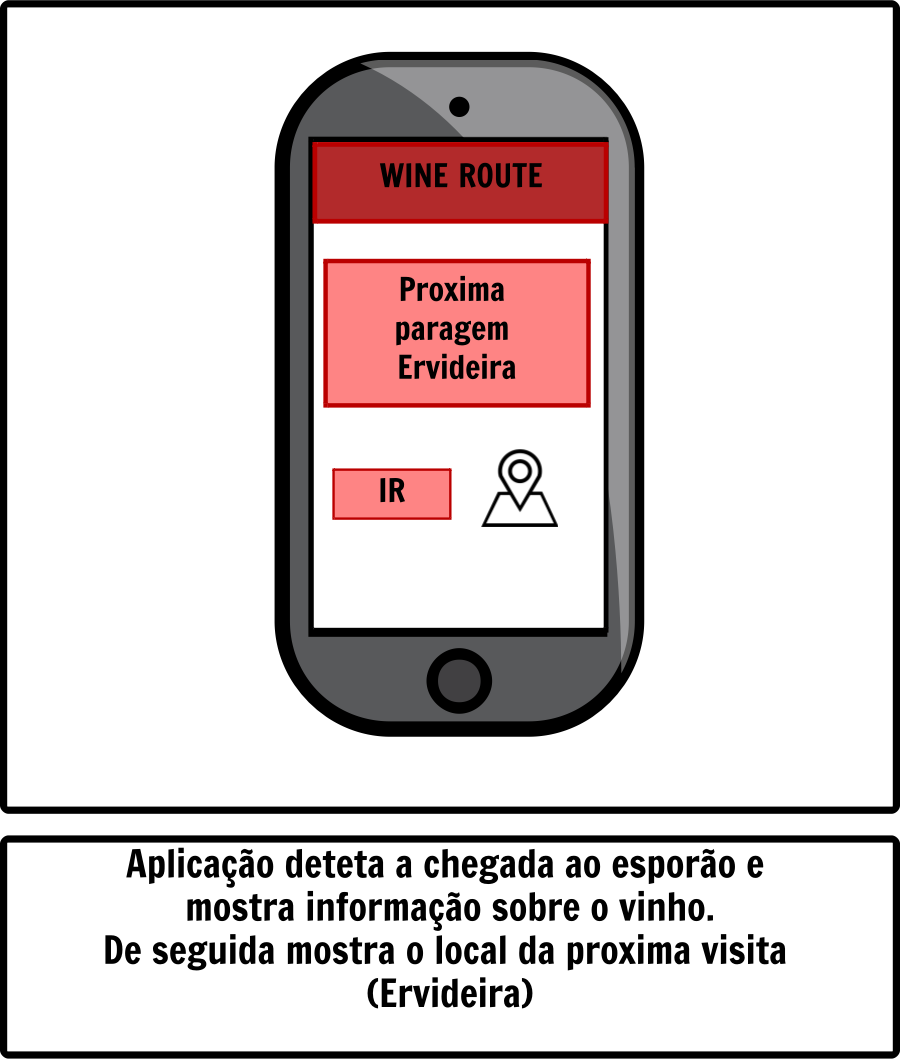 WINE ROUTE
Proxima
paragem
Ervideira
IR
Aplicação deteta a chegada ao esporão e
mostra informação sobre o vinho.
De seguida mostra o local da proxima visita
(Ervideira)